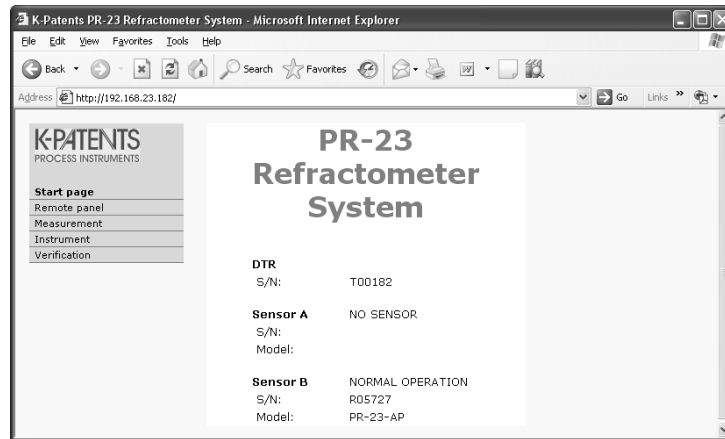 K-Patents PR-23 Refractometer System - Microsoft Internet Explorer
File Edit View Favorites Tools Help
Back Search Favorites
Address http://192.168.23.182/ Go Links »
K-PATENTS
PROCESS INSTRUMENTS
Start page
Remote panel
Measurement
Instrument
Verification
PR-23
Refractometer
System
DTR
S/N: T00182
Sensor A NO SENSOR
S/N:
Model:
Sensor B NORMAL OPERATION
S/N: R05727
Model: PR-23-AP